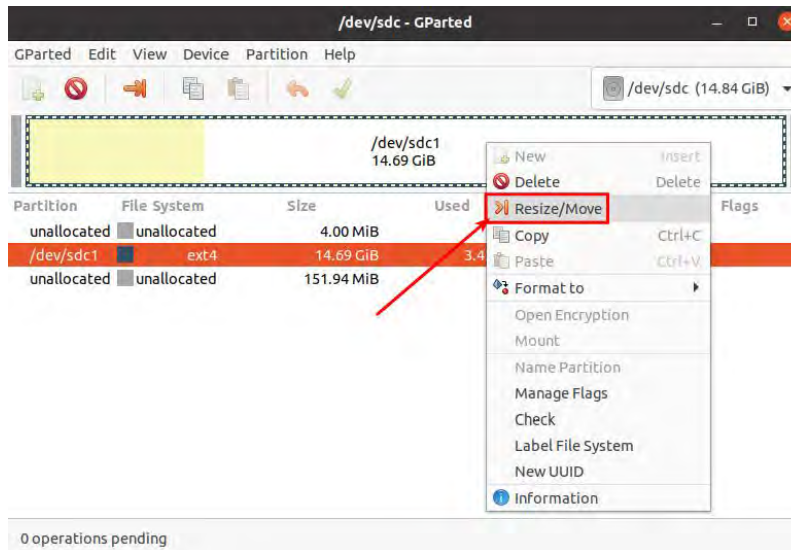 /dev/sdc - GParted
GParted Edit View Device Partition Help
/dev/sdc (14.84 GiB)
/dev/sdc1
14.69 GiB
Partition File System Size Used Flags
unallocated unallocated 4.00 MiB
/dev/sdc1 ext4 14.69 GiB 3.4
unallocated unallocated 151.94 MiB
New Insert
Delete Delete
Resize/Move
Copy Ctrl+C
Paste Ctrl+V
Format to
Open Encryption
Mount
Name Partition
Manage Flags
Check
Label File System
New UUID
Information
0 operations pending